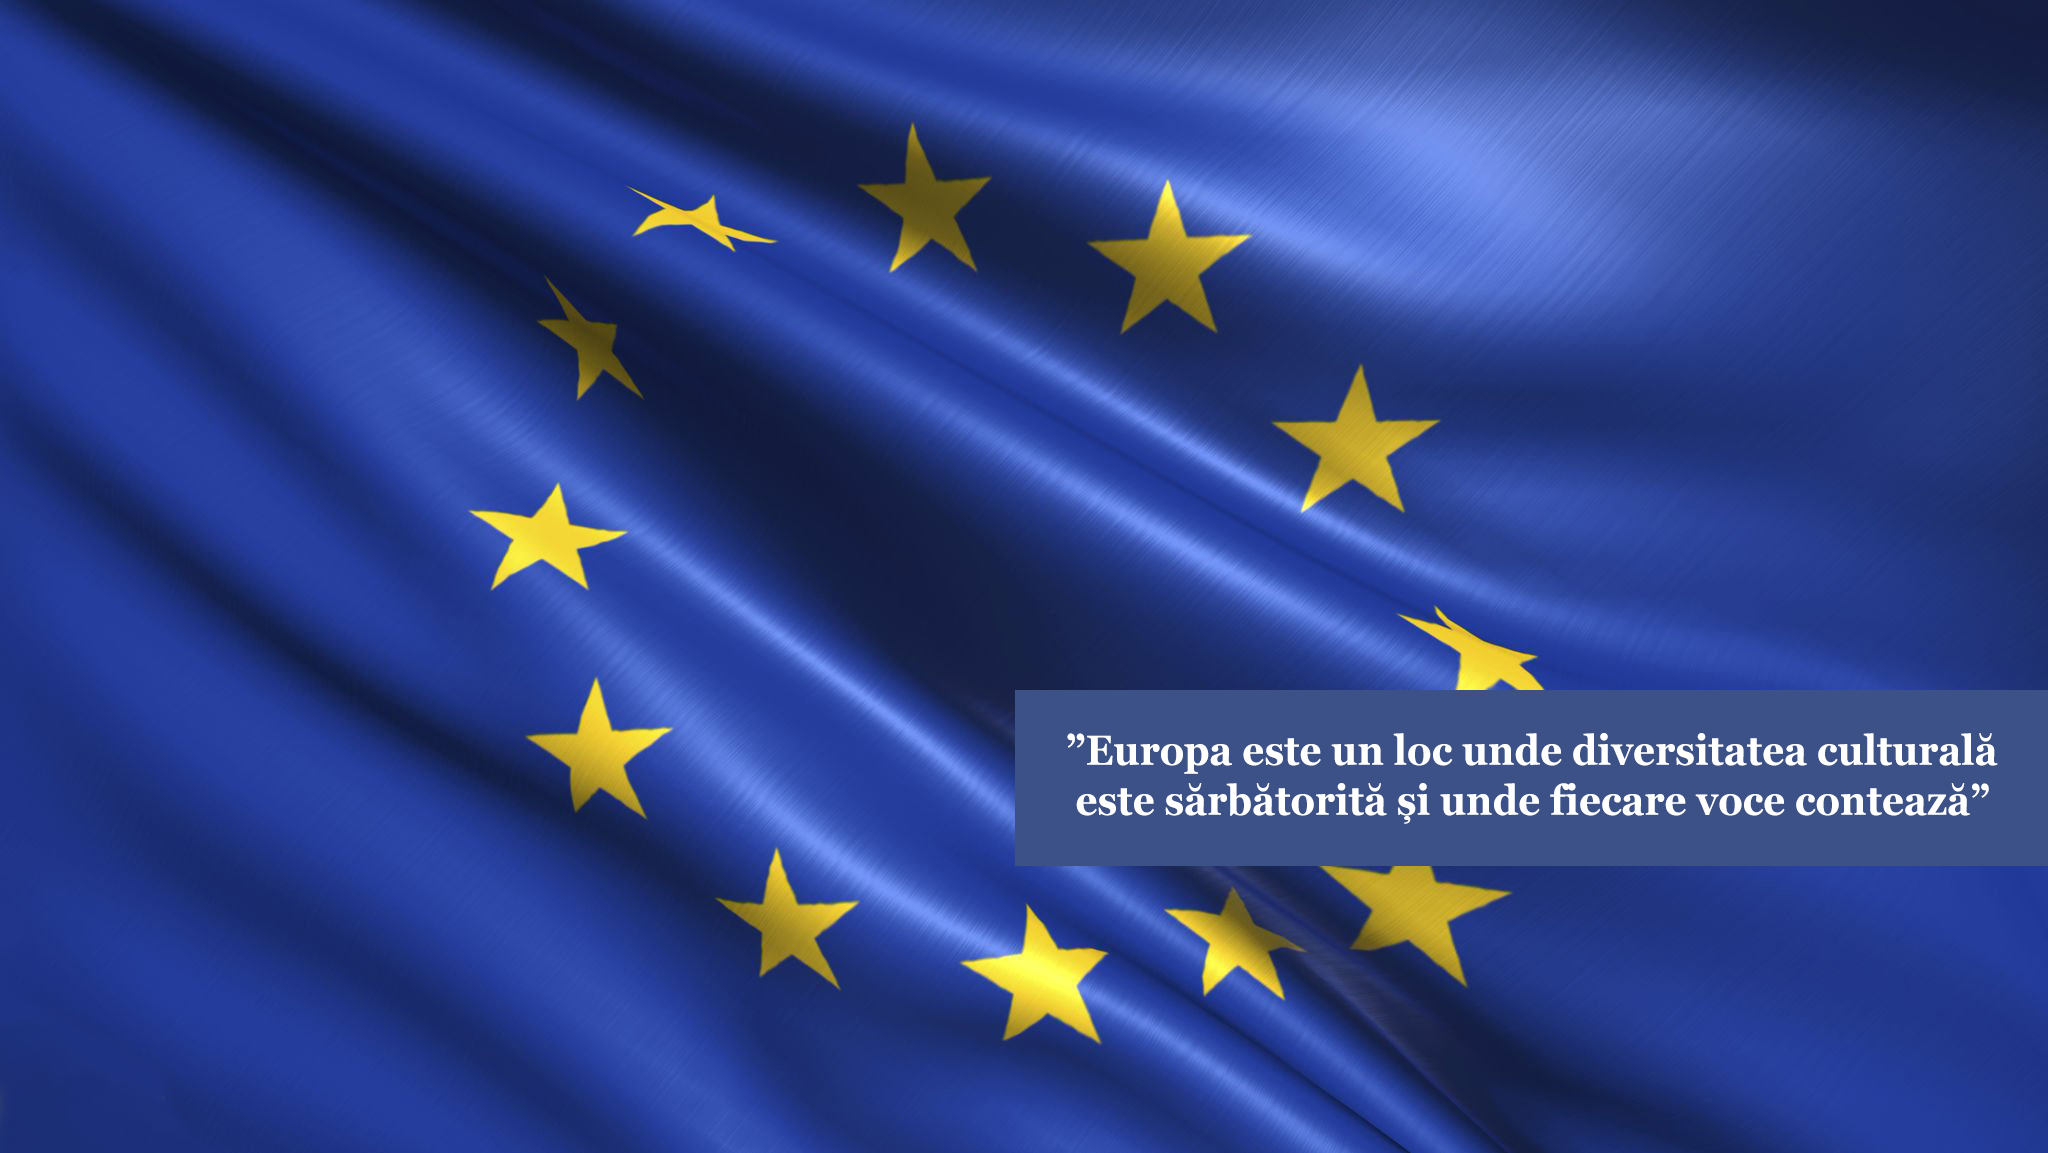 ”Europa este un loc unde diversitatea culturală
este sărbătorită și unde fiecare voce contează”